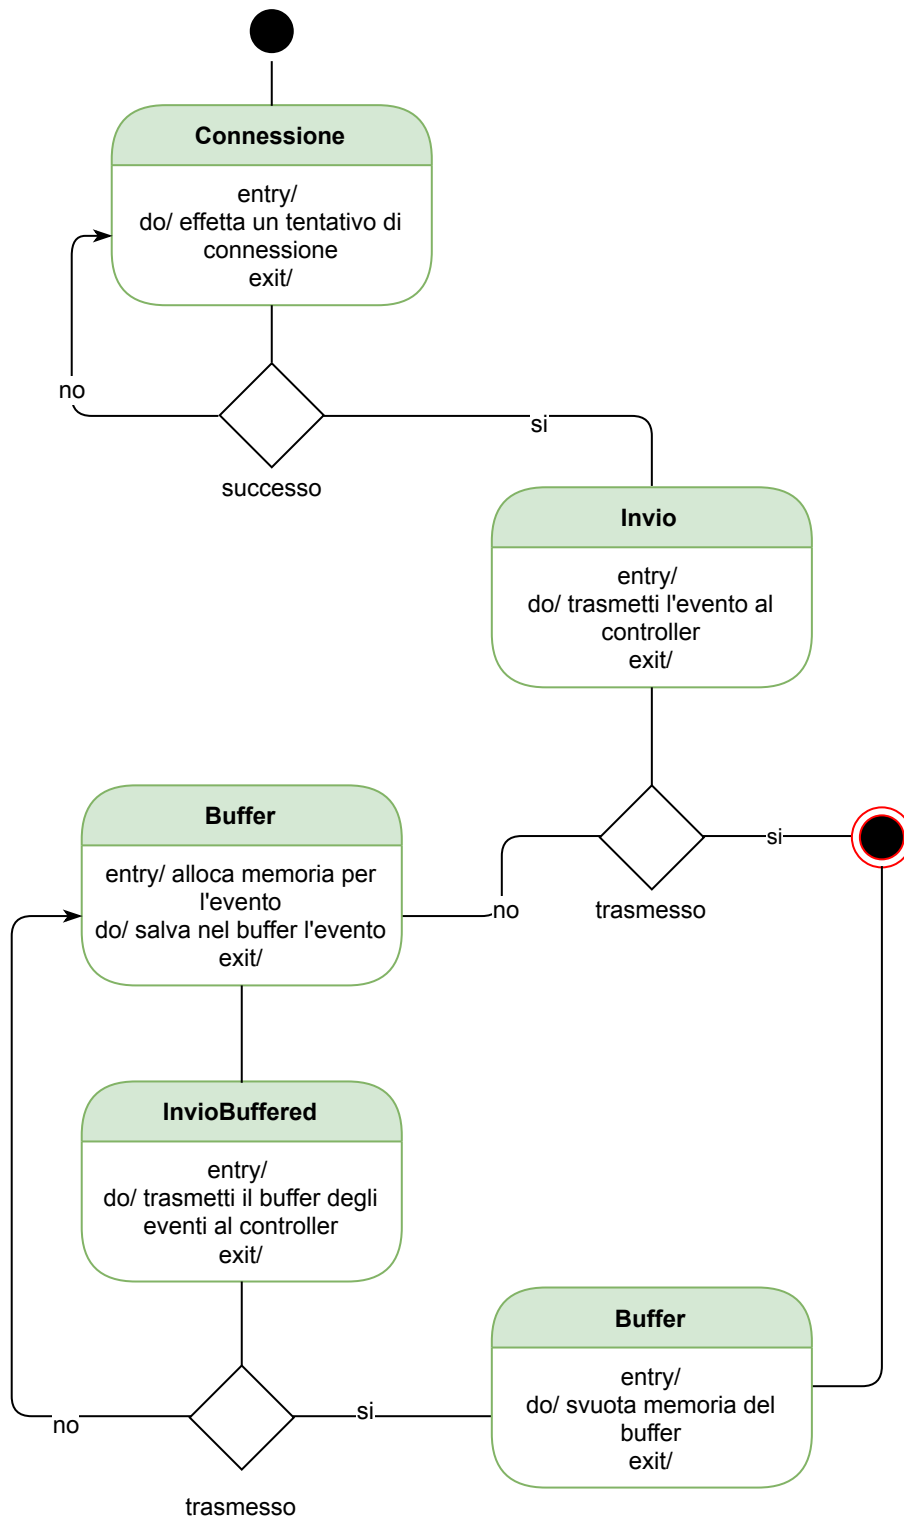 Connessione
entry/
do/ effetta un tentativo di
connessione
exit/
no
si
successo
Invio
entry/
do/ trasmetti l'evento al
controller
exit/
Buffer
entry/ alloca memoria per
l'evento
do/ salva nel buffer l'evento
exit/
no
trasmesso
si
InvioBuffered
entry/
do/ trasmetti il buffer degli
eventi al controller
exit/
no
si
trasmesso
Buffer
entry/
do/ svuota memoria del
buffer
exit/